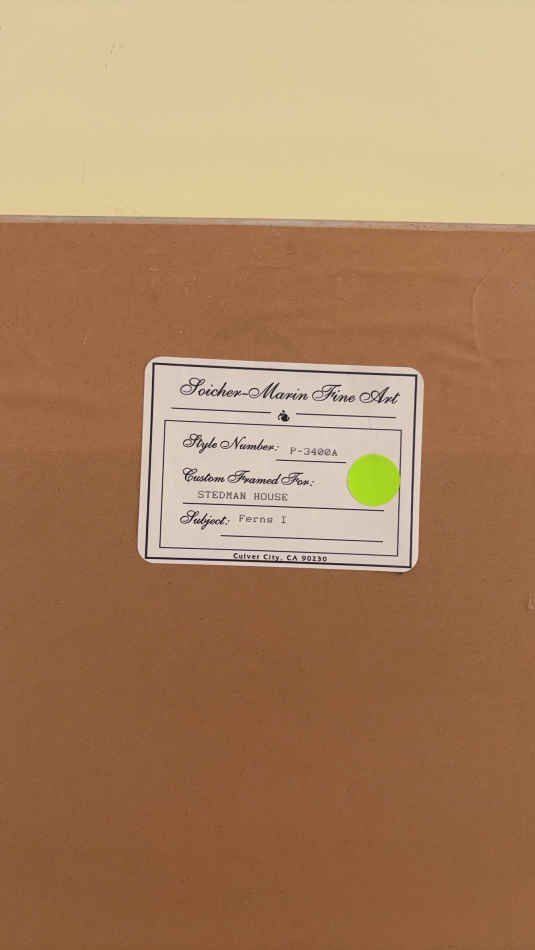 Soicher-Marin Fine Art
Style Number: P-3400A
Custom Framed For:
STEDMAN HOUSE
Subject: Ferns I
Culver City, CA 90230